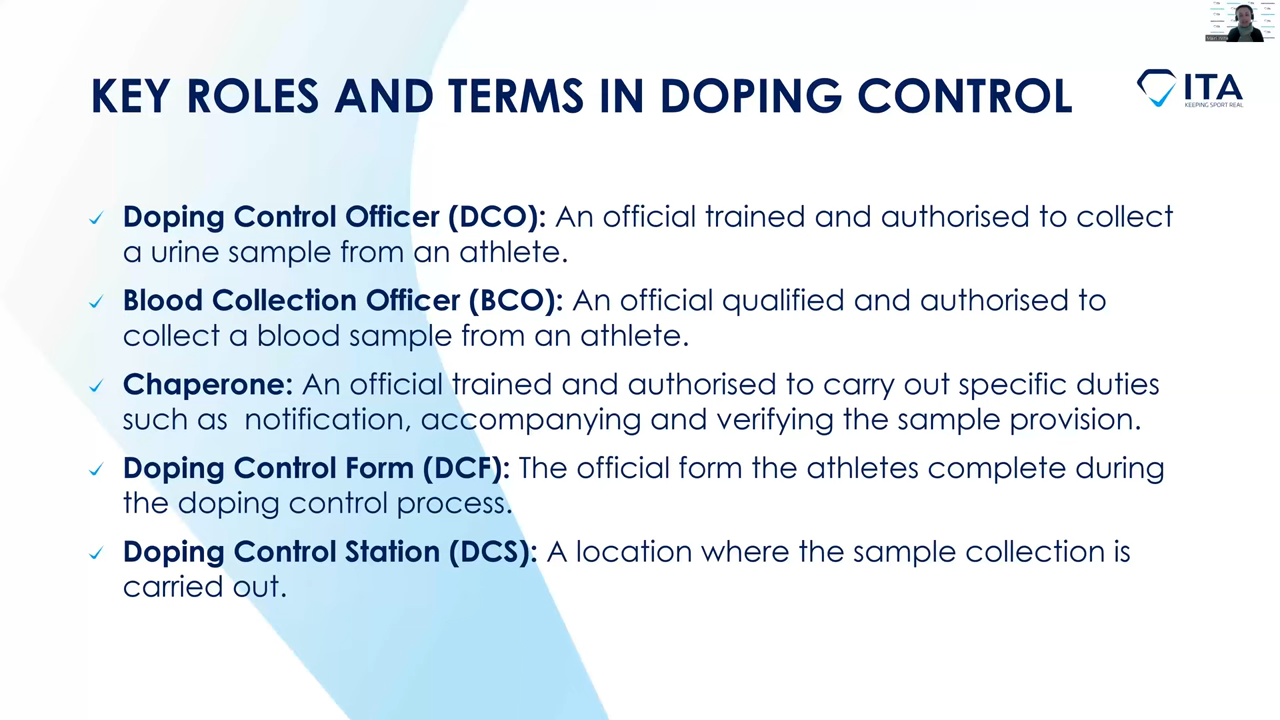 KEY ROLES AND TERMS IN DOPING CONTROL
ITA
KEEPING SPORT REAL
Doping Control Officer (DCO): An official trained and authorised to collect
a urine sample from an athlete.
Blood Collection Officer (BCO): An official qualified and authorised to
collect a blood sample from an athlete.
Chaperone: An official trained and authorised to carry out specific duties
such as  notification, accompanying and verifying the sample provision.
Doping Control Form (DCF): The official form the athletes complete during
the doping control process.
Doping Control Station (DCS): A location where the sample collection is
carried out.